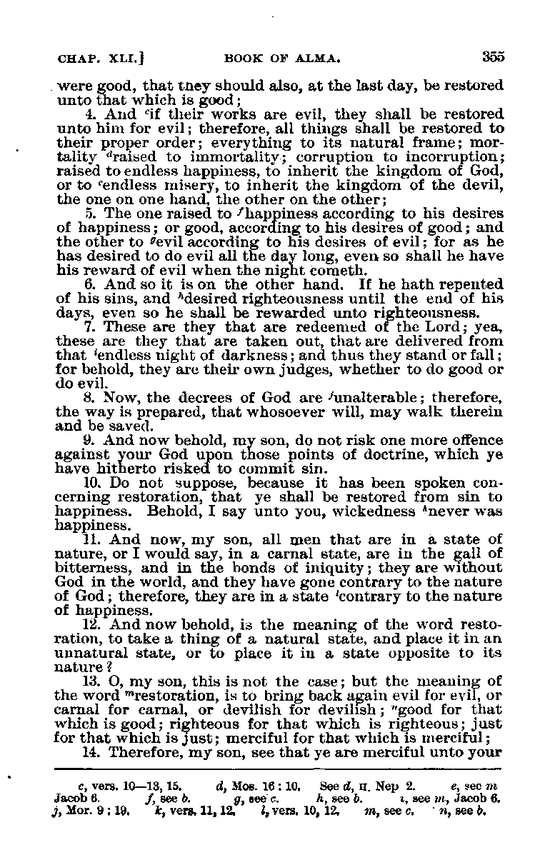 CHAP. XLI.] BOOK OF ALMA. 355
were good, that they should also, at the last day, be restored
unto that which is good;
4. And cif their works are evil, they shall be restored
unto him for evil; therefore, all things shall be restored to
their proper order; everything to its natural frame; mor-
tality draised to immortality; corruption to incorruption;
raised to endless happiness, to inherit the kingdom of God,
or to eendless misery, to inherit the kingdom of the devil,
the one on one hand, the other on the other;
5. The one raised to fhappiness according to his desires
of happiness; or good, according to his desires of good; and
the other to gevil according to his desires of evil; for as he
has desired to do evil all the day long, even so shall he have
his reward of evil when the night cometh.
6. And so it is on the other hand. If he hath repented
of his sins, and hdesired righteousness until the end of his
days, even so he shall be rewarded unto righteousness.
7. These are they that are redeemed of the Lord; yea,
these are they that are taken out, that are delivered from
that iendless night of darkness; and thus they stand or fall;
for behold, they are their own judges, whether to do good or
do evil.
8. Now, the decrees of God are junalterable; therefore,
the way is prepared, that whosoever will, may walk therein
and be saved.
9. And now behold, my son, do not risk one more offence
against your God upon those points of doctrine, which ye
have hitherto risked to commit sin.
10. Do not suppose, because it has been spoken con-
cerning restoration, that ye shall be restored from sin to
happiness. Behold, I say unto you, wickedness knever was
happiness.
11. And now, my son, all men that are in a state of
nature, or I would say, in a carnal state, are in the gall of
bitterness, and in the bonds of iniquity; they are without
God in the world, and they have gone contrary to the nature
of God; therefore, they are in a state lcontrary to the nature
of happiness.
12. And now behold, is the meaning of the word resto-
ration, to take a thing of a natural state, and place it in an
unnatural state, or to place it in a state opposite to its
nature?
13. O, my son, this is not the case; but the meaning of
the word mrestoration, is to bring back again evil for evil, or
carnal for carnal, or devilish for devilish; ngood for that
which is good; righteous for that which is righteous; just
for that which is just; merciful for that which is merciful;
14. Therefore, my son, see that ye are merciful unto your
c, vers. 10—13, 15. d, Mos. 16 : 10. See d, II. Nep 2. e, see m
Jacob 6. f, see b. g, see c. h, see b. i, see m, Jacob 6.
j, Mor. 9 : 19. k, vers. 11, 12. l, vers. 10, 12. m, see c. n, see b.